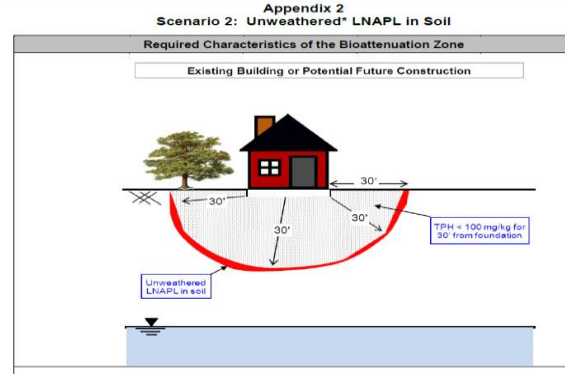 Appendix 2
Scenario 2: Unweathered* LNAPL in Soil
Required Characteristics of the Bioattenuation Zone
Existing Building or Potential Future Construction
30'
30'
30'
30'
TPH < 100 mg/kg for
30' from foundation
Unweathered
LNAPL in soil